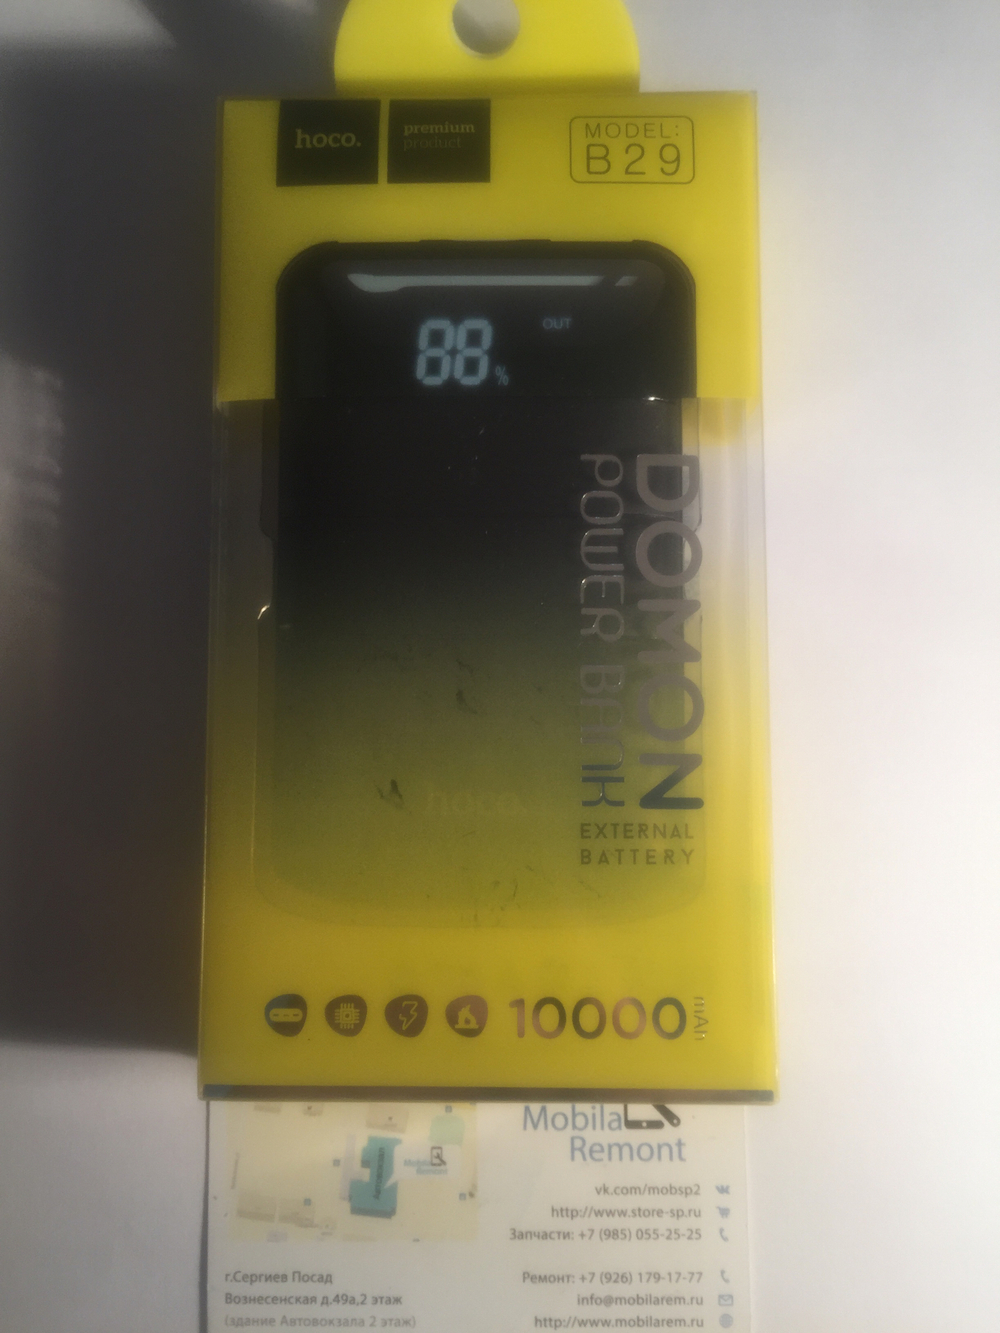 hoco.
premium
product
MODEL:
B29
88%
OUT
DOMON
POWER BANK
EXTERNAL
BATTERY
hoco.
10000 mAh
Mobila
Remont
Mobila
Remont
vk.com/mobsp2
http://www.store-sp.ru
Запчасти: +7 (985) 055-25-25
г.Сергиев Посад
Ремонт: +7 (926) 179-17-77
Вознесенская д.49а,2 этаж
info@mobilarem.ru
(здание Автовокзала 2 этаж)
http://www.mobilarem.ru